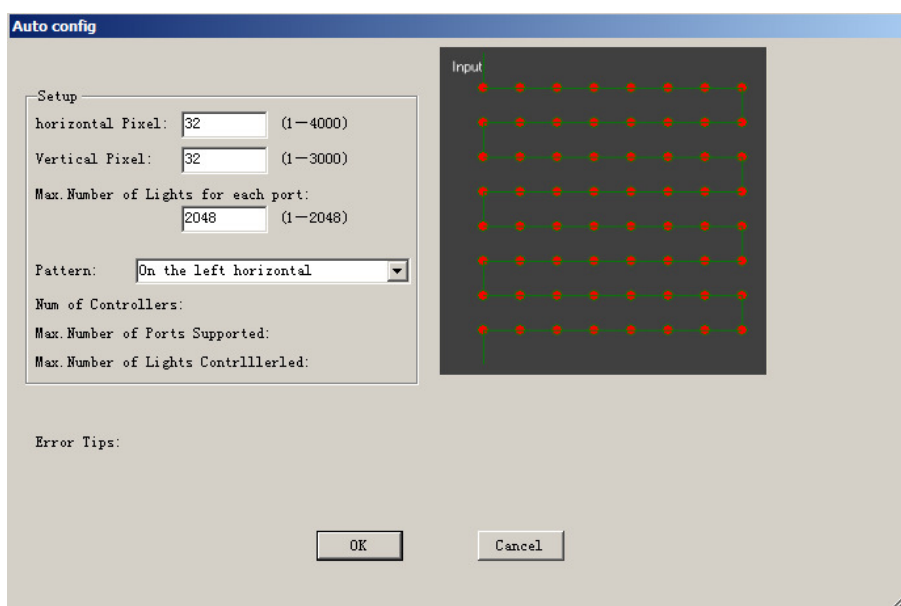 Auto config
Input
Setup
horizontal Pixel: 32 (1-4000)
Vertical Pixel: 32 (1-3000)
Max.Number of Lights for each port:
2048 (1-2048)
Pattern: On the left horizontal
Num of Controllers:
Max.Number of Ports Supported:
Max.Number of Lights Contrlllerled:
Error Tips:
OK Cancel